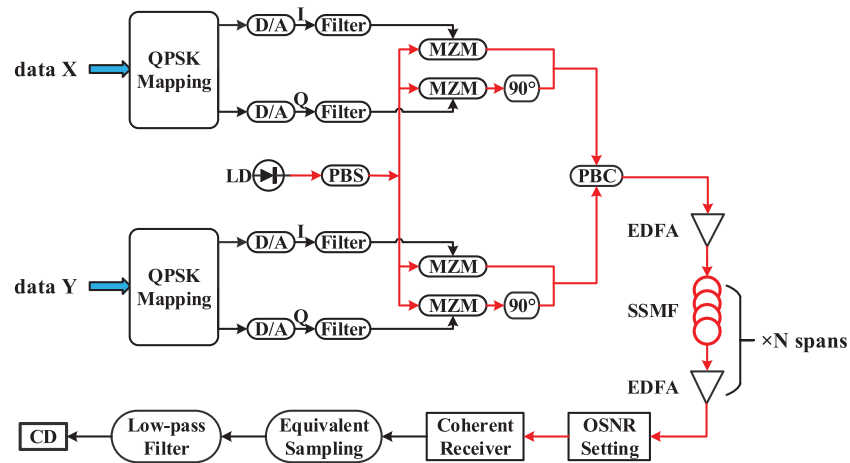 D/A I Filter
QPSK
Mapping
MZM
data X
MZM 90°
D/A Q Filter
LD PBS PBC
EDFA
D/A I Filter
QPSK
Mapping
MZM
data Y
MZM 90°
SSMF
D/A Q Filter
×N spans
EDFA
CD
Low-pass
Filter
Equivalent
Sampling
Coherent
Receiver
OSNR
Setting